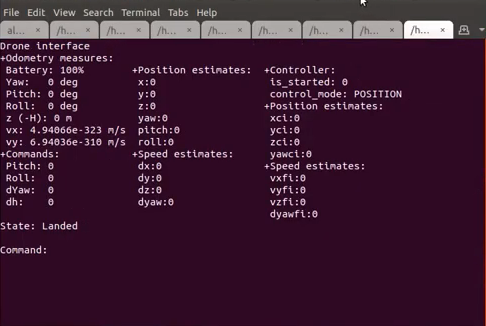 File Edit View Search Terminal Tabs Help
al... × /h... × /h... × /h... × /h... × /h... × /h... × /h... × /h... ×
Drone interface
+Odometry measures:
Battery: 100% +Position estimates: +Controller:
Yaw: 0 deg x:0 is_started: 0
Pitch: 0 deg y:0 control_mode: POSITION
Roll: 0 deg z:0 +Position estimates:
z (-H): 0 m yaw:0 xci:0
vx: 4.94066e-323 m/s pitch:0 yci:0
vy: 6.94036e-310 m/s roll:0 zci:0
+Commands: +Speed estimates: yawci:0
Pitch: 0 dx:0 +Speed estimates:
Roll: 0 dy:0 vxfi:0
dYaw: 0 dz:0 vyfi:0
dh: 0 dyaw:0 vzfi:0
dyawfi:0
State: Landed
Command: